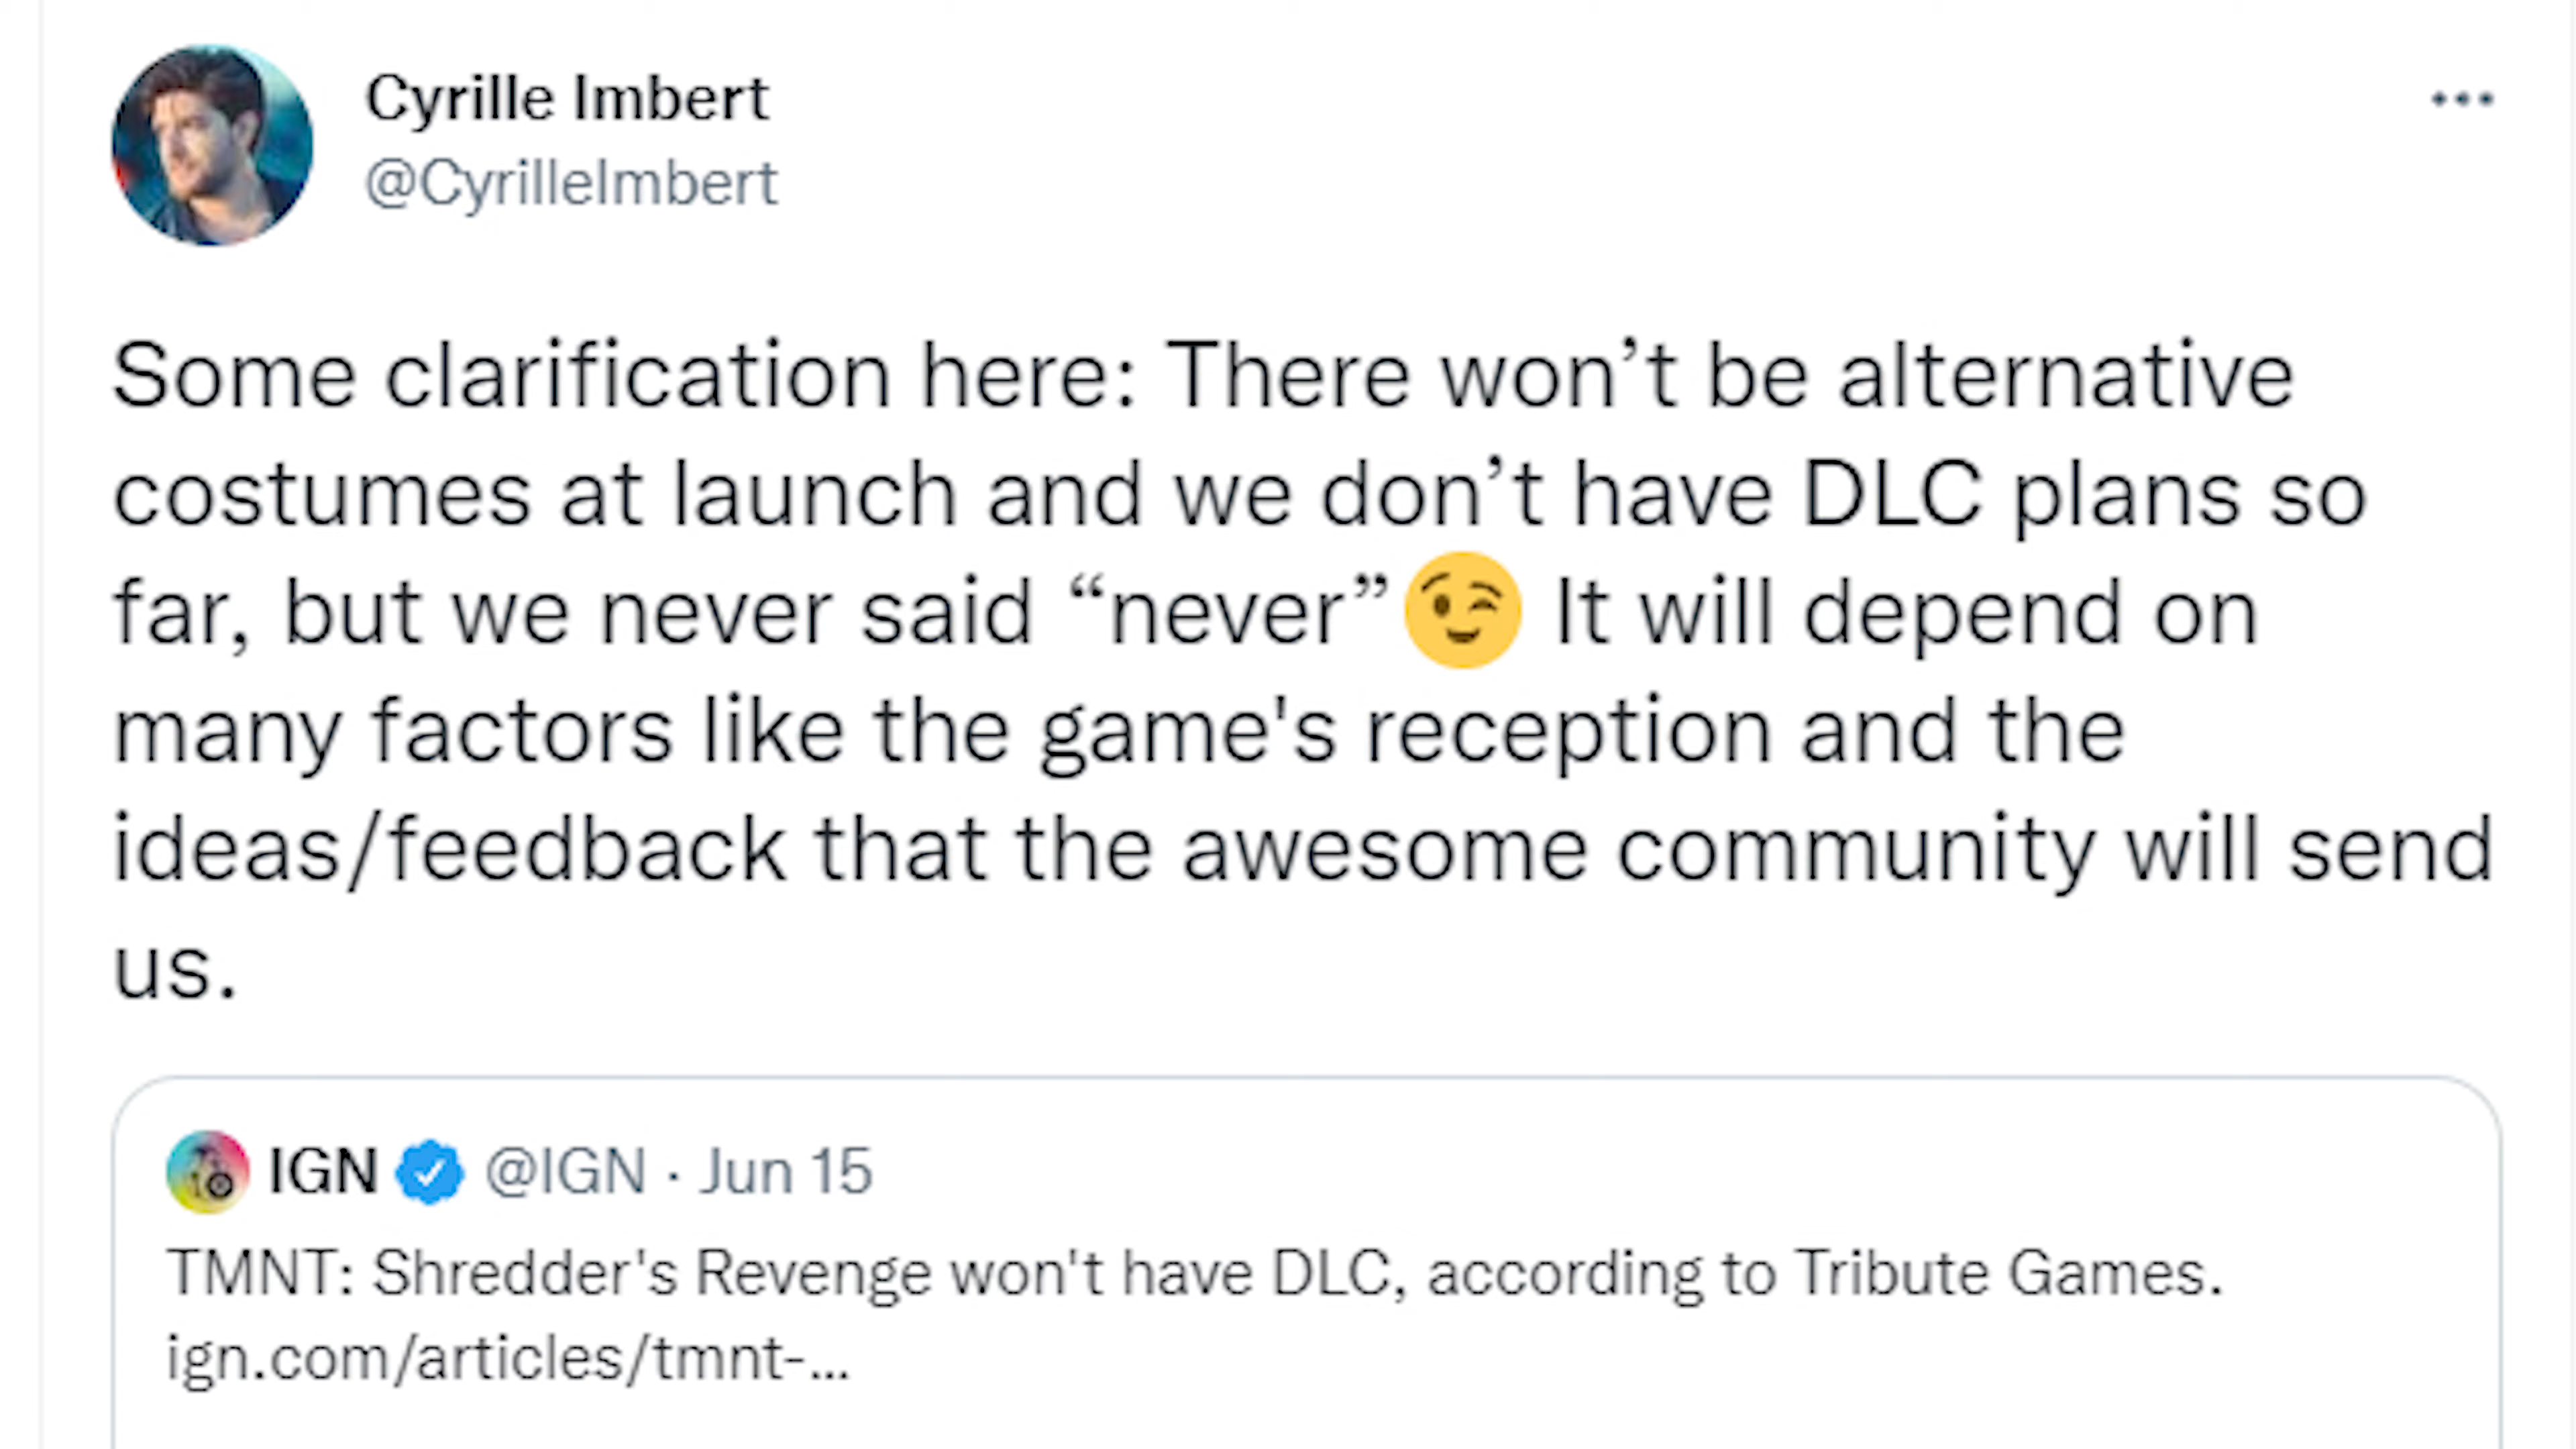 Cyrille Imbert
@CyrilleImbert
Some clarification here: There won’t be alternative
costumes at launch and we don’t have DLC plans so
far, but we never said “never”😉 It will depend on
many factors like the game's reception and the
ideas/feedback that the awesome community will send
us.
IGN @IGN · Jun 15
TMNT: Shredder's Revenge won't have DLC, according to Tribute Games.
ign.com/articles/tmnt-...